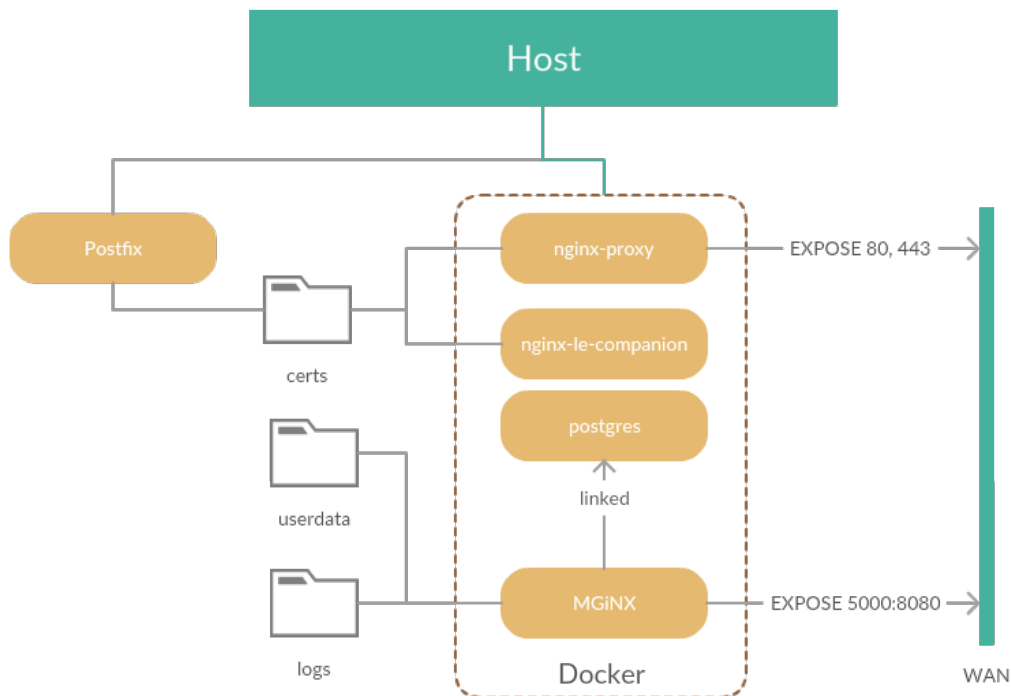 Host
Postfix
nginx-proxy
EXPOSE 80, 443
nginx-le-companion
certs
postgres
linked
userdata
MGiNX
EXPOSE 5000:8080
logs
Docker
WAN